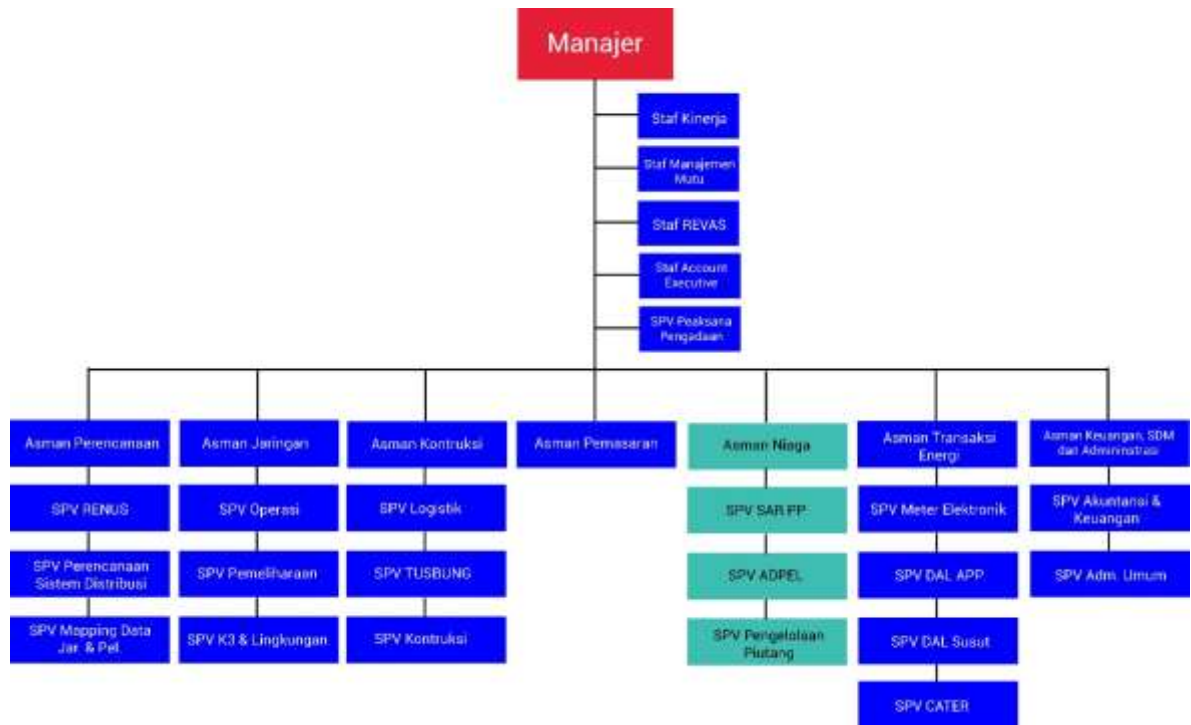 Manajer
Staf Kinerja
Staf Manajemen
Mutu
Staf REVAS
Staf Account
Executive
SPV Peaksana
Pengadaan
Asman Perencanaan
Asman Jaringan
Asman Kontruksi
Asman Pemasaran
Asman Niaga
Asman Transaksi
Energi
Asman Keuangan, SDM
dan Admininstrasi
SPV RENUS
SPV Operasi
SPV Logistik
SPV SAR PP
SPV Meter Elektronik
SPV Akuntansi &
Keuangan
SPV Perencanaan
Sistem Distribusi
SPV Pemeliharaan
SPV TUSBUNG
SPV ADPEL
SPV DAL APP
SPV Adm. Umum
SPV Mapping Data
Jar. & Pel.
SPV K3 & Lingkungan
SPV Kontruksi
SPV Pengelolaan
Piutang
SPV DAL Susut
SPV CATER